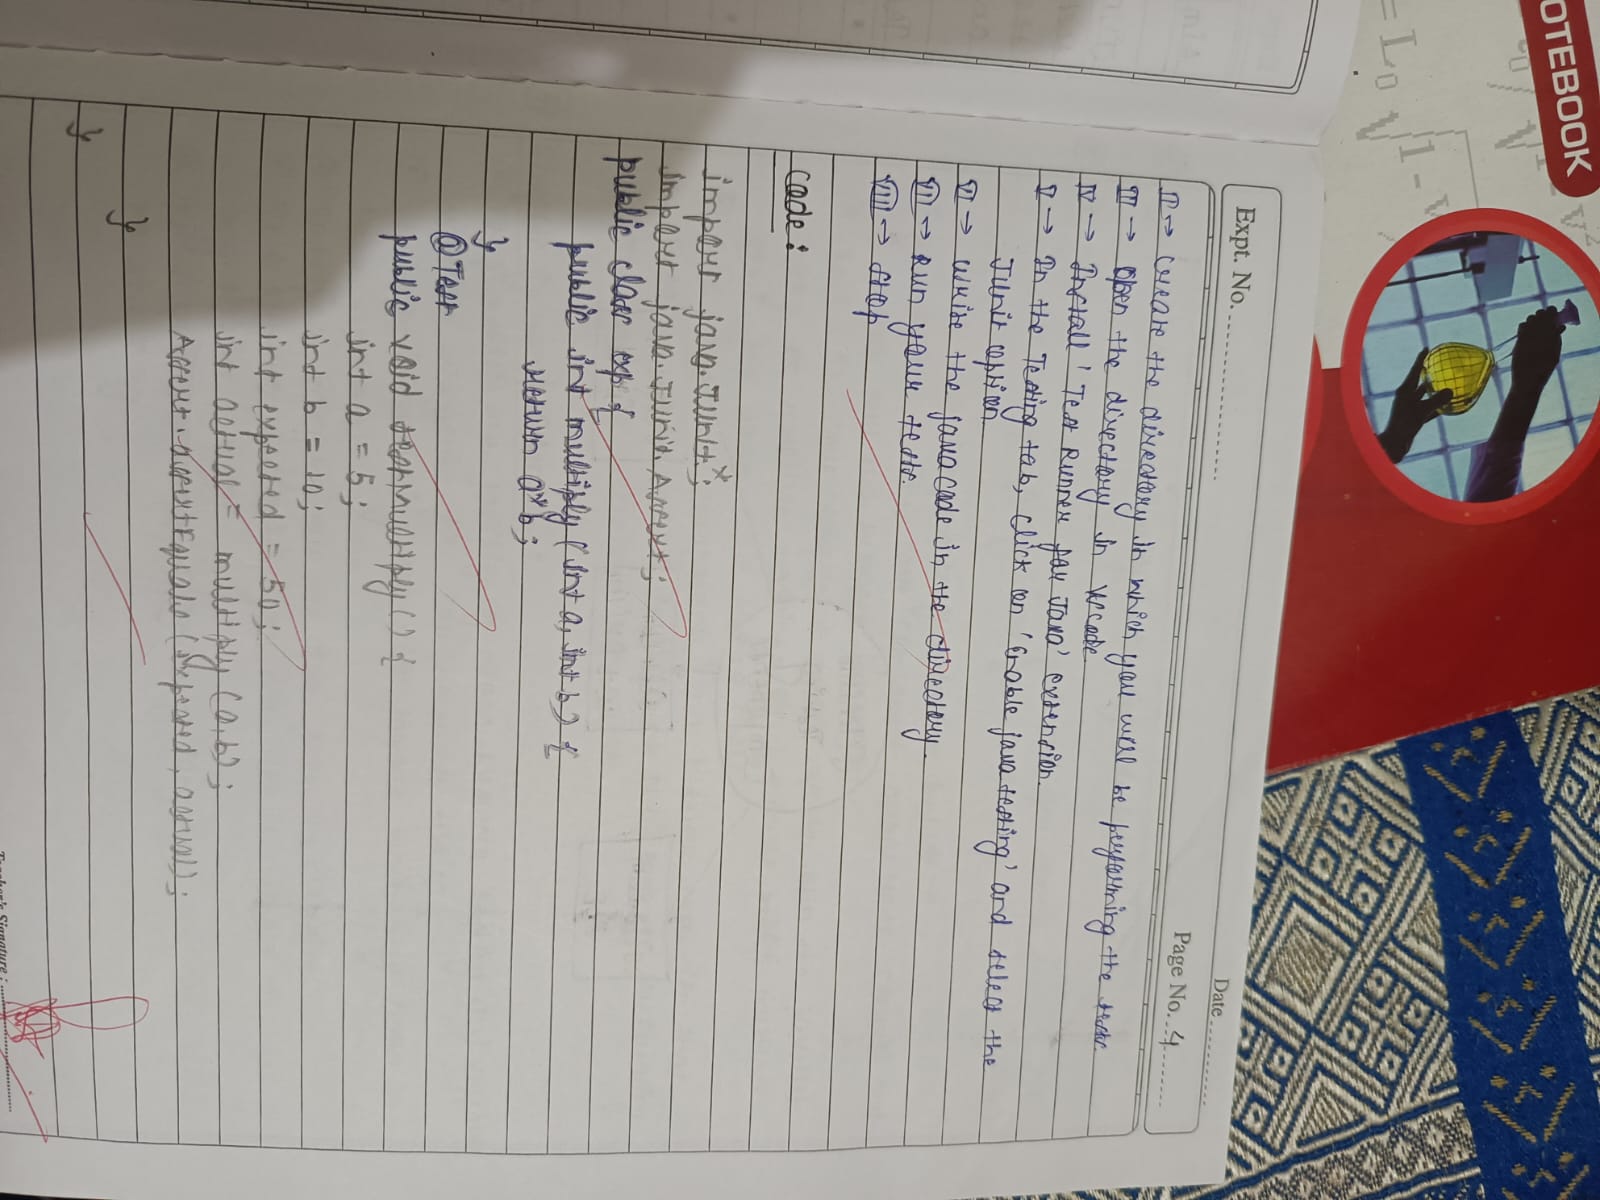 OTEBOOK
Date
Expt. No.
Page No. 4
II → Create the directory in which you will be performing the tests.
III → Open the directory in Vscode.
IV → Install 'Test Runner for Java' extension.
V → In the Testing tab, click on 'enable java testing' and select the
Junit option.
VI → Write the java code in the directory.
VII → Run your tests.
VIII → Stop
Code:
import java.Junit.*;
import java.Junit.Assert;
public class exp {
public int multiply (int a, int b) {
return a*b;
}
@Test
public void testmultiply () {
int a = 5;
int b = 10;
int expected = 50;
int actual = multiply (a,b);
Assert.assertEquals (expected, actual);
}
}
Teacher's Signature :